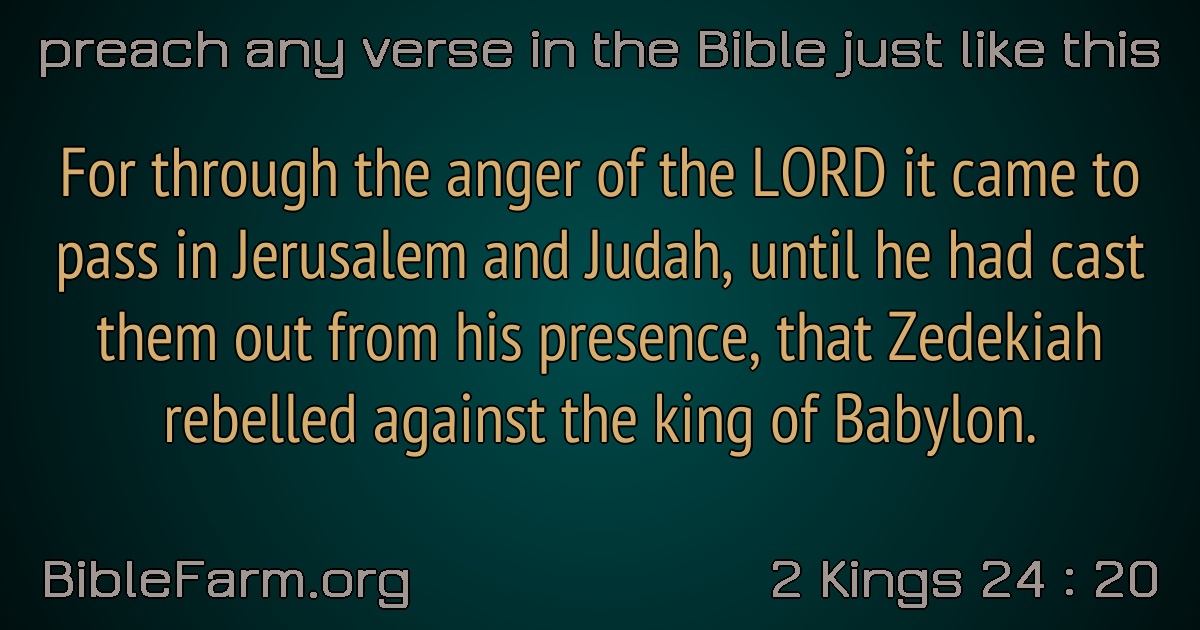 preach any verse in the Bible just like this
For through the anger of the LORD it came to
pass in Jerusalem and Judah, until he had cast
them out from his presence, that Zedekiah
rebelled against the king of Babylon.
BibleFarm.org
2 Kings 24 : 20